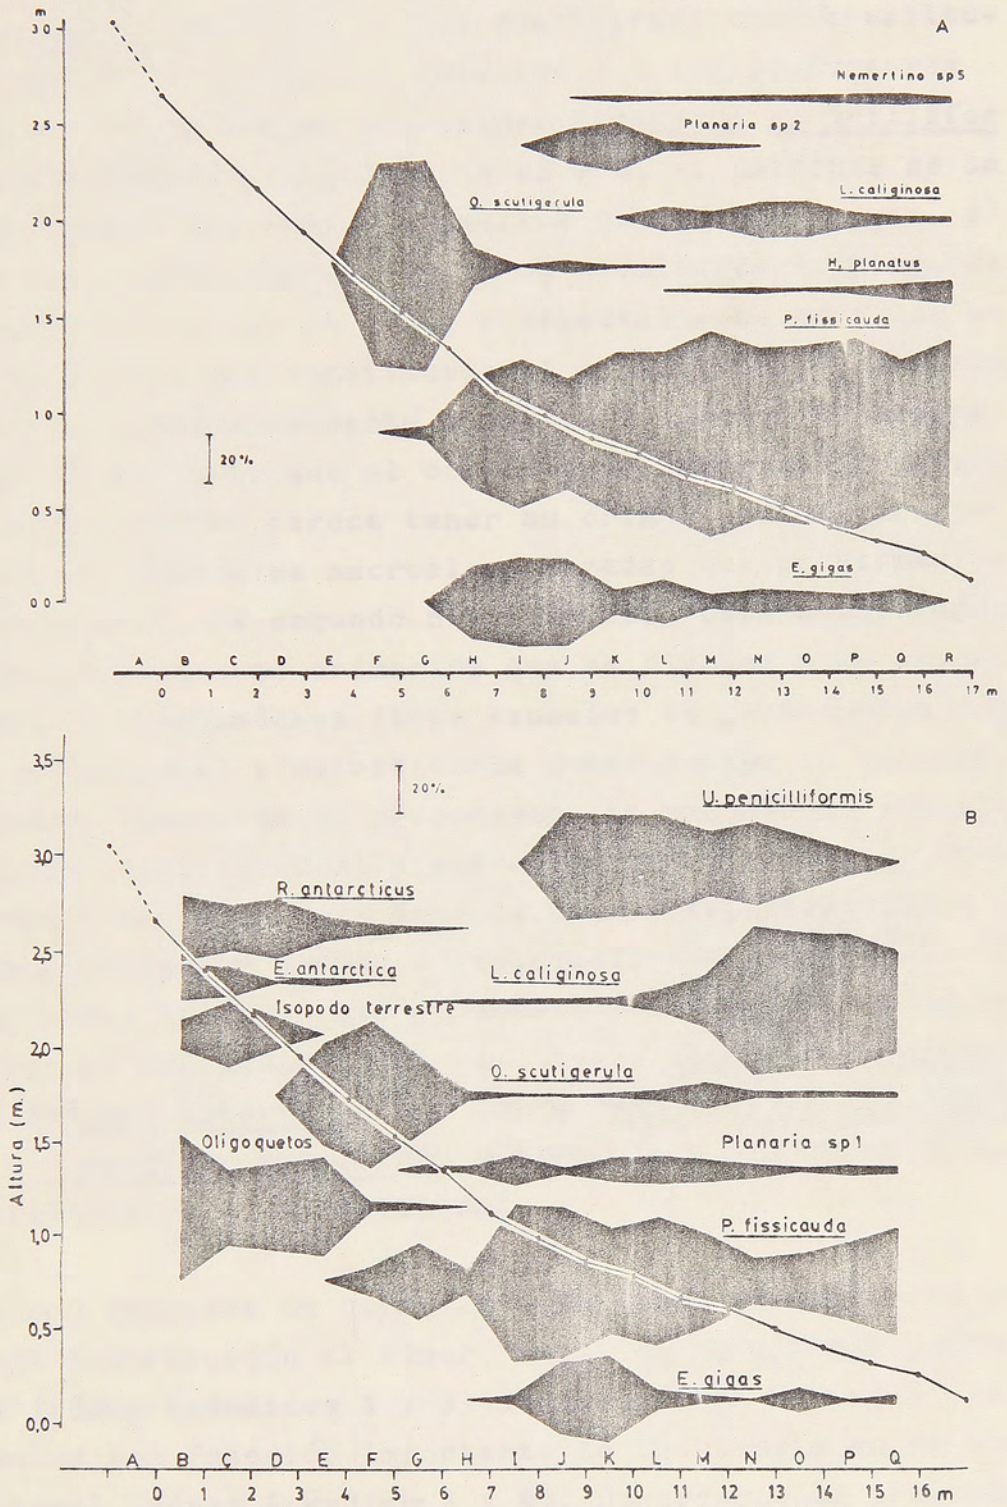 m
A
3.0
Nemertino sp5
2.5
Planaria sp2
O. scutigerula
L. caliginosa
2.0
H. planatus
1.5
P. fissicauda
1.0
20%
0.5
E. gigas
0.0
A B C D E F G H I J K L M N O P Q R
0 1 2 3 4 5 6 7 8 9 10 11 12 13 14 15 16 17 m
3,5
20%
U. penicilliformis
B
3,0
R. antarcticus
2,5
E. antarctica
L. caliginosa
Isopodo terrestre
2,0
O. scutigerula
Altura (m.)
1,5
Oligoquetos
Planaria sp1
1,0
P. fissicauda
0,5
E. gigas
0,0
A B C D E F G H I J K L M N O P Q
0 1 2 3 4 5 6 7 8 9 10 11 12 13 14 15 16 m